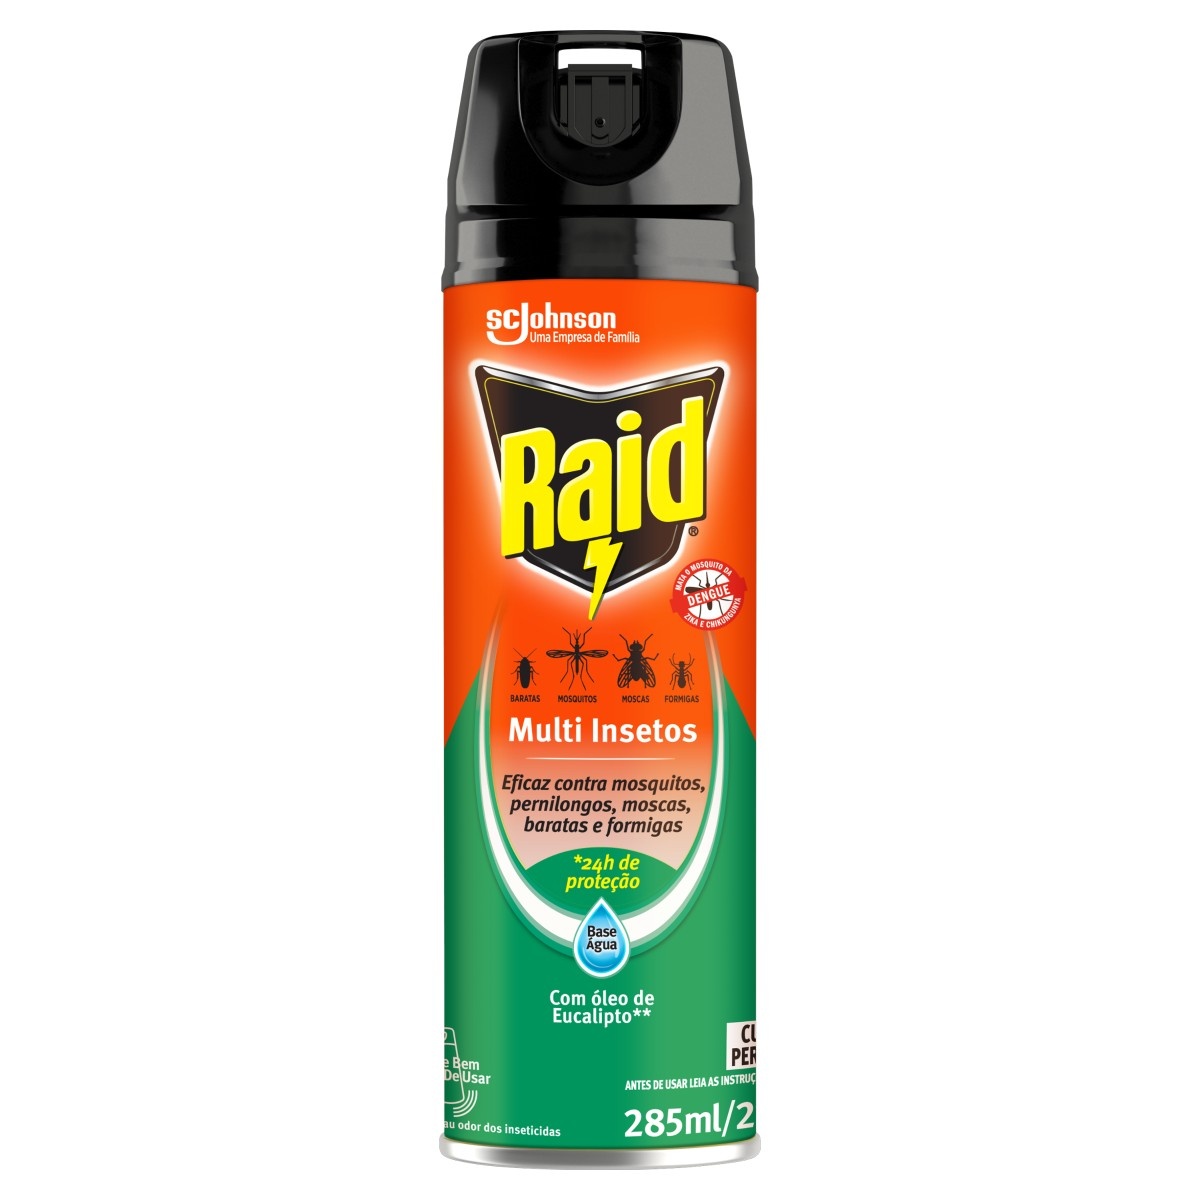 SCJohnson
Uma Empresa de Família
Raid
®
MATA O MOSQUITO DA
DENGUE
ZIKA E CHIKUNGUNYA
BARATAS MOSQUITOS MOSCAS FORMIGAS
Multi Insetos
Eficaz contra mosquitos,
pernilongos, moscas,
baratas e formigas
*24h de
proteção
Base
Água
Com óleo de
Eucalipto**
e Bem
De Usar
au odor dos inseticidas
CU
PER
ANTES DE USAR LEIA AS INSTRUÇ
285ml/2